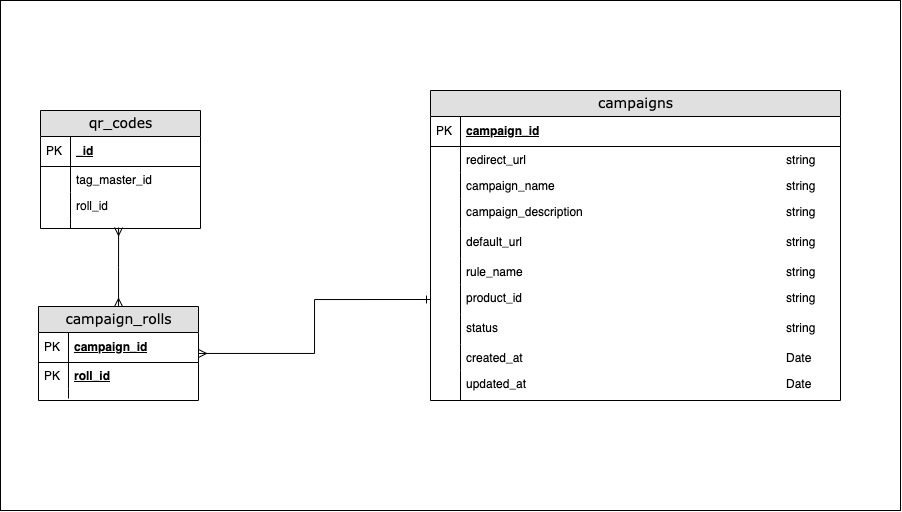 qr_codes
PK _id
tag_master_id
roll_id
campaign_rolls
PK campaign_id
PK roll_id
campaigns
PK campaign_id
redirect_url string
campaign_name string
campaign_description string
default_url string
rule_name string
product_id string
status string
created_at Date
updated_at Date